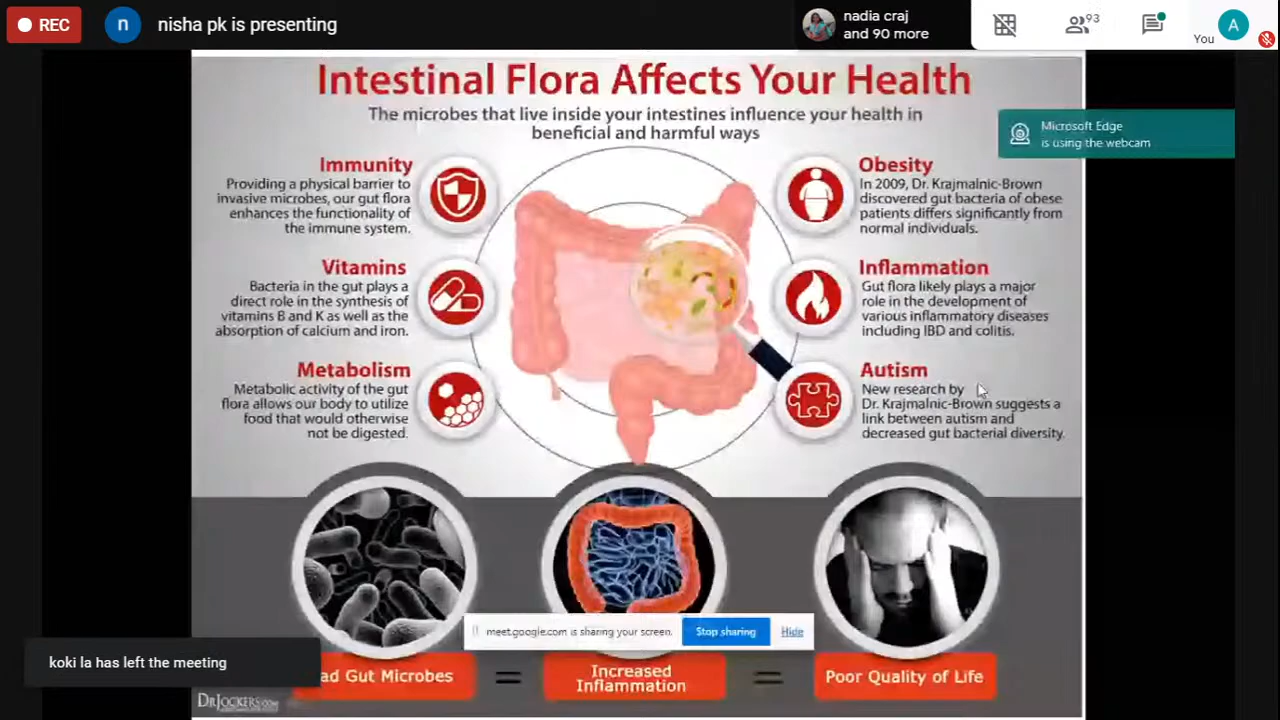 REC
n
nisha pk is presenting
nadia craj
and 90 more
93
You
A
Intestinal Flora Affects Your Health
The microbes that live inside your intestines influence your health in
beneficial and harmful ways
Microsoft Edge
is using the webcam
Immunity
Providing a physical barrier to
invasive microbes, our gut flora
enhances the functionality of
the immune system.
Vitamins
Bacteria in the gut plays a
direct role in the synthesis of
vitamins B and K as well as the
absorption of calcium and iron.
Metabolism
Metabolic activity of the gut
flora allows our body to utilize
food that would otherwise
not be digested.
Obesity
In 2009, Dr. Krajmalnic-Brown
discovered gut bacteria of obese
patients differs significantly from
normal individuals.
Inflammation
Gut flora likely plays a major
role in the development of
various inflammatory diseases
including IBD and colitis.
Autism
New research by
Dr. Krajmalnic-Brown suggests a
link between autism and
decreased gut bacterial diversity.
meet.google.com is sharing your screen.
Stop sharing
Hide
koki la has left the meeting
ad Gut Microbes
=
Increased
Inflammation
=
Poor Quality of Life
DRJOCKERS.COM